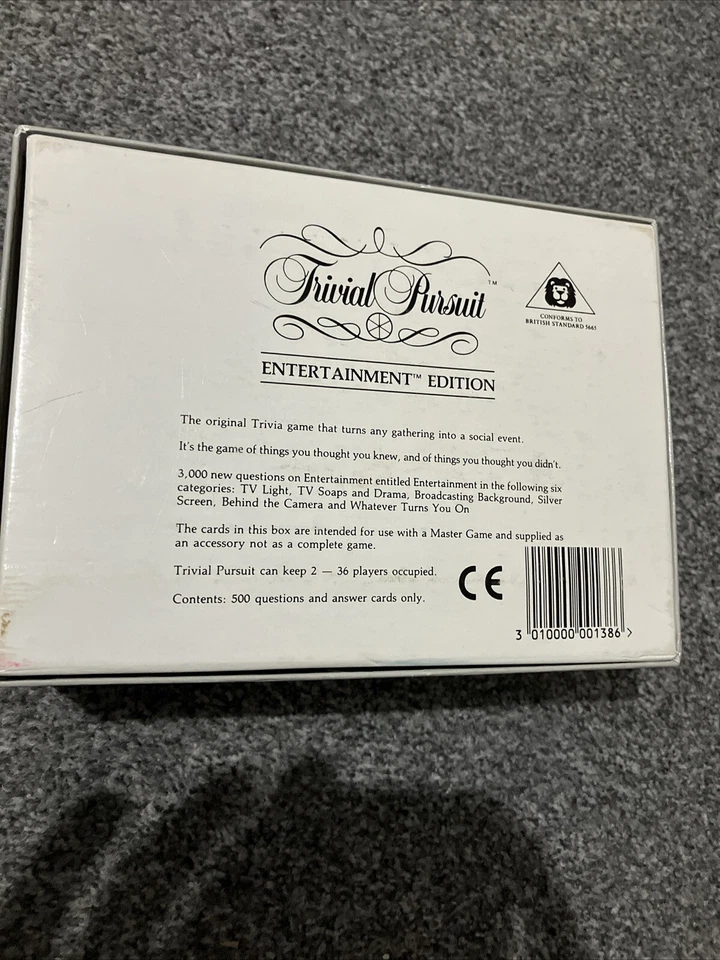 Trivial Pursuit™
ENTERTAINMENT™ EDITION
CONFORMS TO
BRITISH STANDARD 5665
The original Trivia game that turns any gathering into a social event.
It's the game of things you thought you knew, and of things you thought you didn't.
3,000 new questions on Entertainment entitled Entertainment in the following six
categories: TV Light, TV Soaps and Drama, Broadcasting Background, Silver
Screen, Behind the Camera and Whatever Turns You On
The cards in this box are intended for use with a Master Game and supplied as
an accessory not as a complete game.
Trivial Pursuit can keep 2 — 36 players occupied.
Contents: 500 questions and answer cards only.
CE
3 010000 001386 >